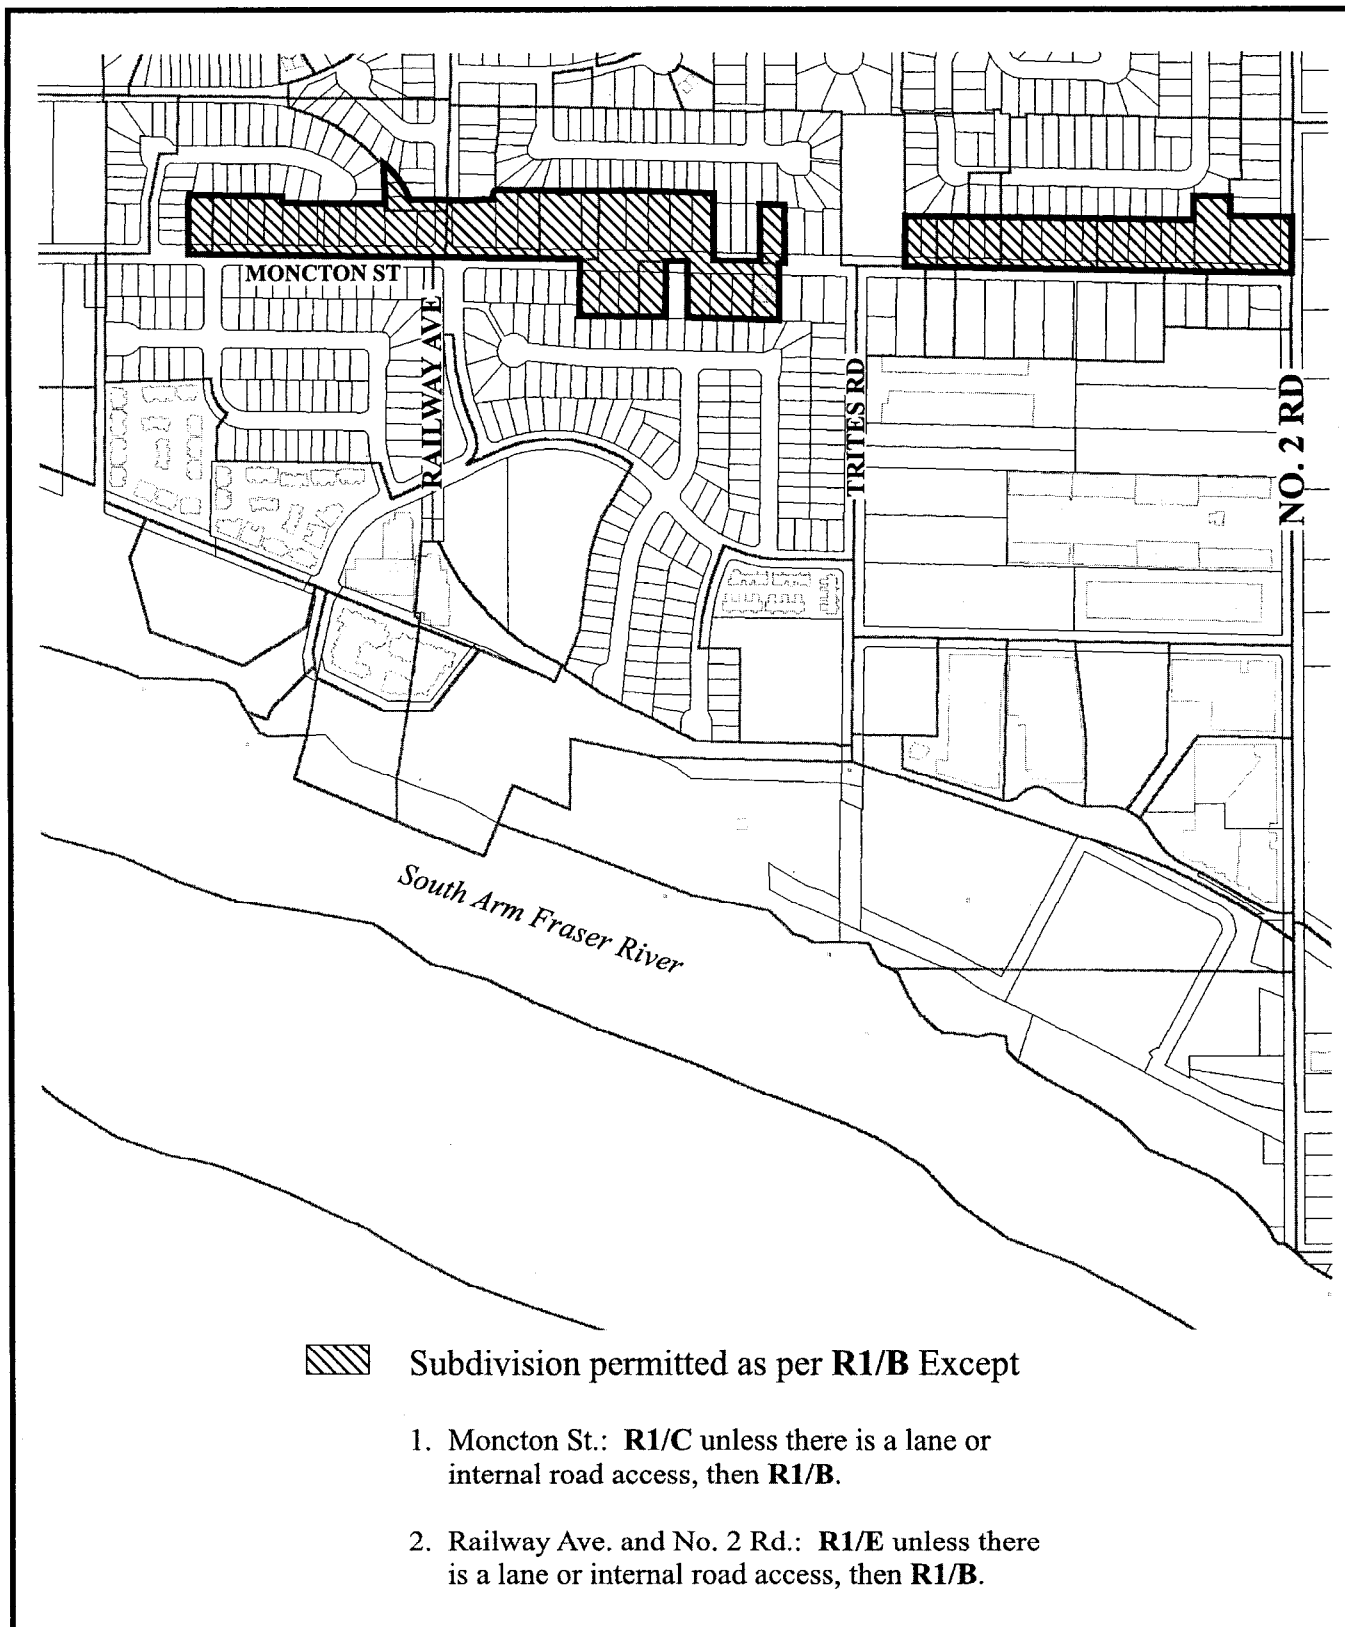 MONCTON ST
RAILWAY AVE
TRITES RD
NO. 2 RD
South Arm Fraser River
Subdivision permitted as per R1/B Except
1. Moncton St.: R1/C unless there is a lane or
internal road access, then R1/B.
2. Railway Ave. and No. 2 Rd.: R1/E unless there
is a lane or internal road access, then R1/B.